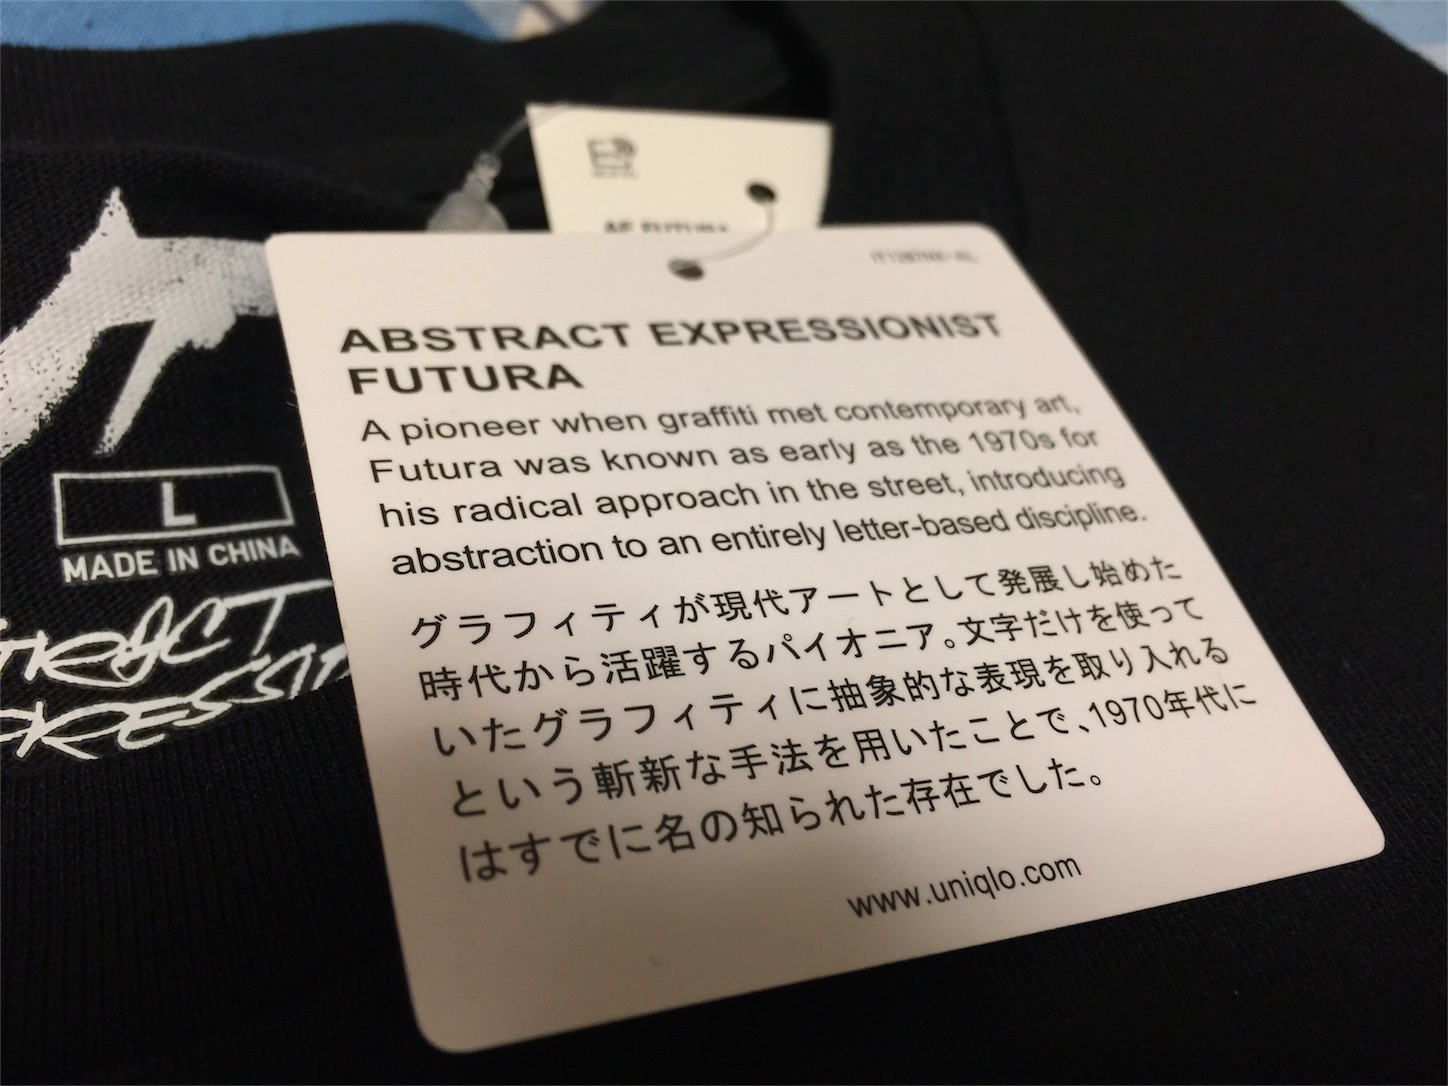 ABSTRACT EXPRESSIONIST
FUTURA
A pioneer when graffiti met contemporary art,
Futura was known as early as the 1970s for
his radical approach in the street, introducing
abstraction to an entirely letter-based discipline.
グラフィティが現代アートとして発展し始めた
時代から活躍するパイオニア。文字だけを使って
いたグラフィティに抽象的な表現を取り入れる
という斬新な手法を用いたことで、1970年代に
はすでに名の知られた存在でした。
www.uniqlo.com
L
MADE IN CHINA